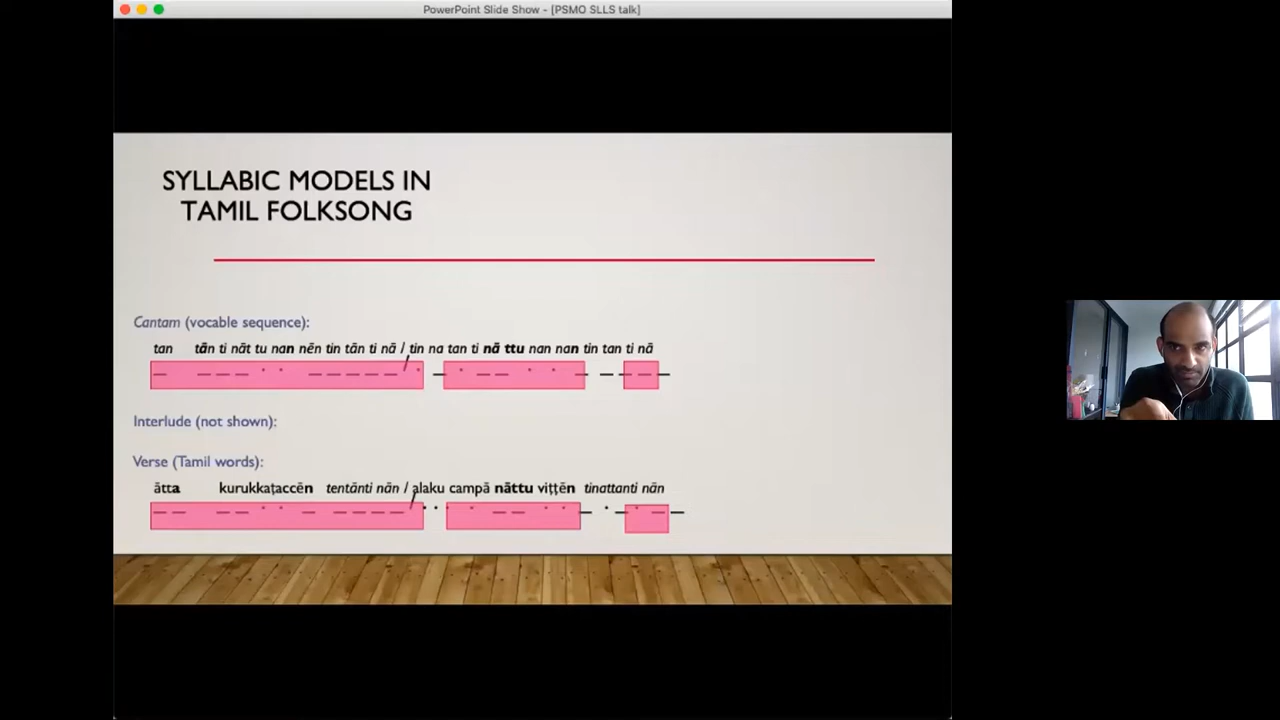 PowerPoint Slide Show - [PSMO SLLS talk]
SYLLABIC MODELS IN
TAMIL FOLKSONG
Cantam (vocable sequence):
tan tān ti nāt tu nan nēn tin tān ti nā / tin na tan ti nā ttu nan nan tin tan ti nā
Interlude (not shown):
Verse (Tamil words):
ātta kurukkaṭaccēn tentānti nān / alaku campā nāttu viṭṭēn tinattanti nān